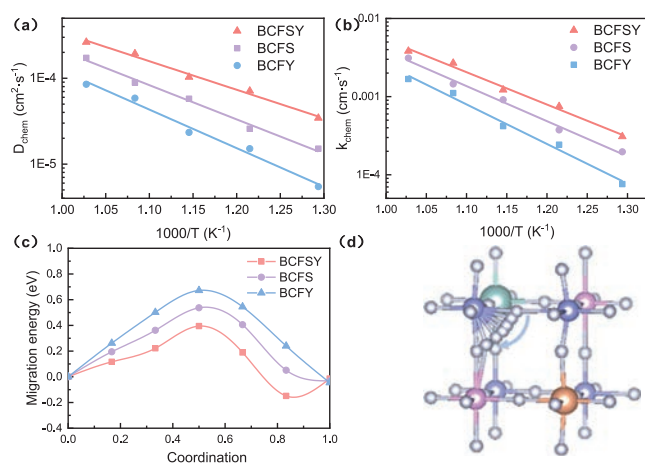 (a)
BCFSY
BCFS
BCFY
D_chem (cm²·s⁻¹)
1E-4
1E-5
1.00 1.05 1.10 1.15 1.20 1.25 1.30
1000/T (K⁻¹)
(b)
BCFSY
BCFS
BCFY
k_chem (cm·s⁻¹)
0.01
0.001
1E-4
1.00 1.05 1.10 1.15 1.20 1.25 1.30
1000/T (K⁻¹)
(c)
BCFSY
BCFS
BCFY
Migration energy (eV)
1.0
0.8
0.6
0.4
0.2
0.0
-0.2
-0.4
0.0 0.2 0.4 0.6 0.8 1.0
Coordination
(d)